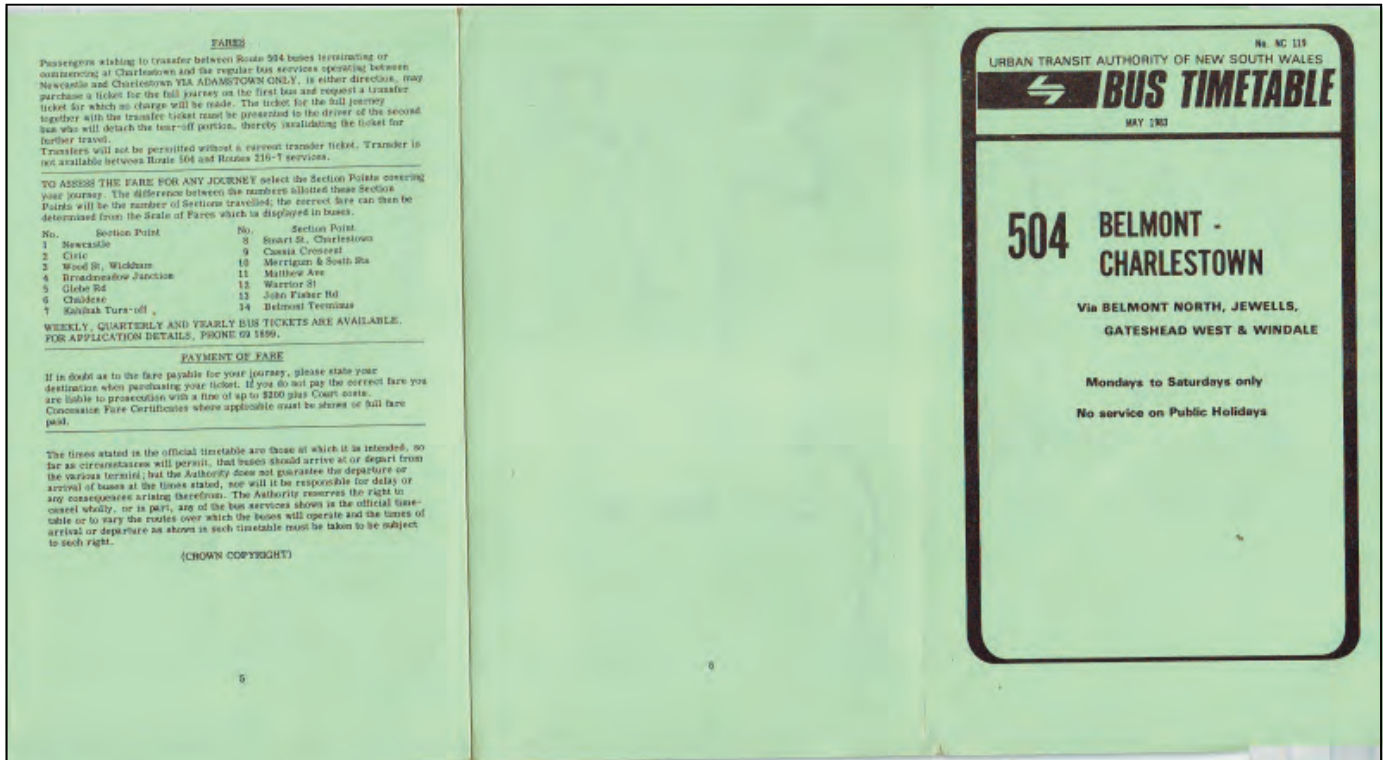 FARES
Passengers wishing to transfer between Route 504 buses terminating or
commencing at Charlestown and the regular bus services operating between
Newcastle and Charlestown VIA ADAMSTOWN ONLY, in either direction, may
purchase a ticket for the full journey on the first bus and request a transfer
ticket for which no charge will be made. The ticket for the full journey
together with the transfer ticket must be presented to the driver of the second
bus who will detach the tear-off portion, thereby invalidating the ticket for
further travel.
Transfers will not be permitted without a current transfer ticket. Transfer is
not available between Route 504 and Routes 216-7 services.
TO ASSESS THE FARE FOR ANY JOURNEY select the Section Points covering
your journey. The difference between the numbers allotted these Section
Points will be the number of Sections travelled; the correct fare can then be
determined from the Scale of Fares which is displayed in buses.
No. Section Point
1 Newcastle
2 Civic
3 Wood St, Wickham
4 Broadmeadow Junction
5 Glebe Rd
6
7 Kahibah Turn-off
No. Section Point
8 Smart St, Charlestown
9 Cassia Crescent
10 Merrigum & South Sts
11 Matthew Ave
12 Warrior St
13 John Fisher Rd
14 Belmont Terminus
WEEKLY, QUARTERLY AND YEARLY BUS TICKETS ARE AVAILABLE.
FOR APPLICATION DETAILS, PHONE
PAYMENT OF FARE
If in doubt as to the fare payable for your journey, please state your
destination when purchasing your ticket. If you do not pay the correct fare you
are liable to prosecution with a fine of up to $200 plus Court costs.
Concession Fare Certificates where applicable must be shown or full fare
paid.
The times stated in the official timetable are those at which it is intended, so
far as circumstances will permit, that buses should arrive at or depart from
the various termini; but the Authority does not guarantee the departure or
arrival of buses at the times stated, nor will it be responsible for delay or
any consequences arising therefrom. The Authority reserves the right to
cancel wholly, or in part, any of the bus services shown in the official time-
table or to vary the routes over which the buses will operate and the times of
arrival or departure as shown in such timetable must be taken to be subject
to such right.
(CROWN COPYRIGHT)
5
6
No. NC 119
URBAN TRANSIT AUTHORITY OF NEW SOUTH WALES
BUS TIMETABLE
MAY 1983
504 BELMONT -
CHARLESTOWN
Via BELMONT NORTH, JEWELLS,
GATESHEAD WEST & WINDALE
Mondays to Saturdays only
No service on Public Holidays